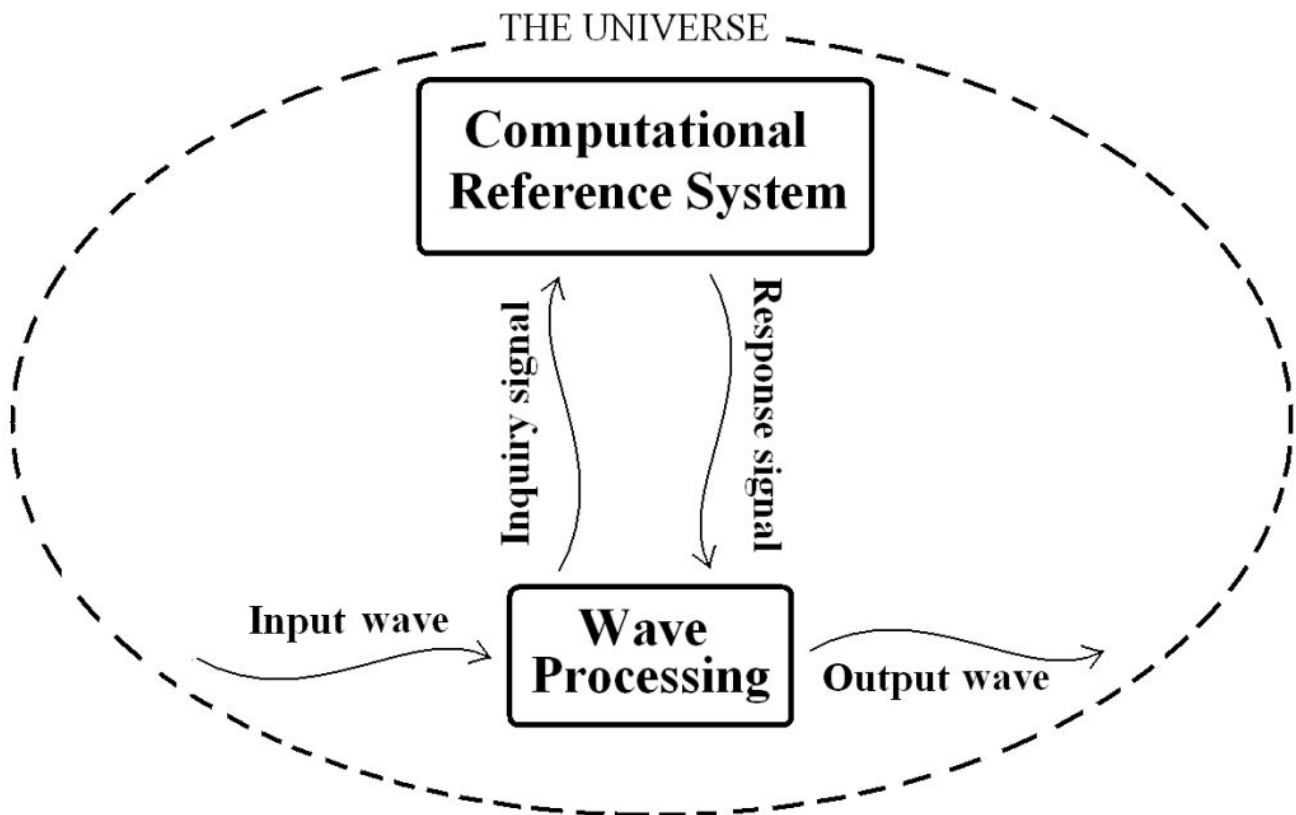 THE UNIVERSE
Computational
Reference System
Inquiry signal
Response signal
Input wave
Wave
Processing
Output wave